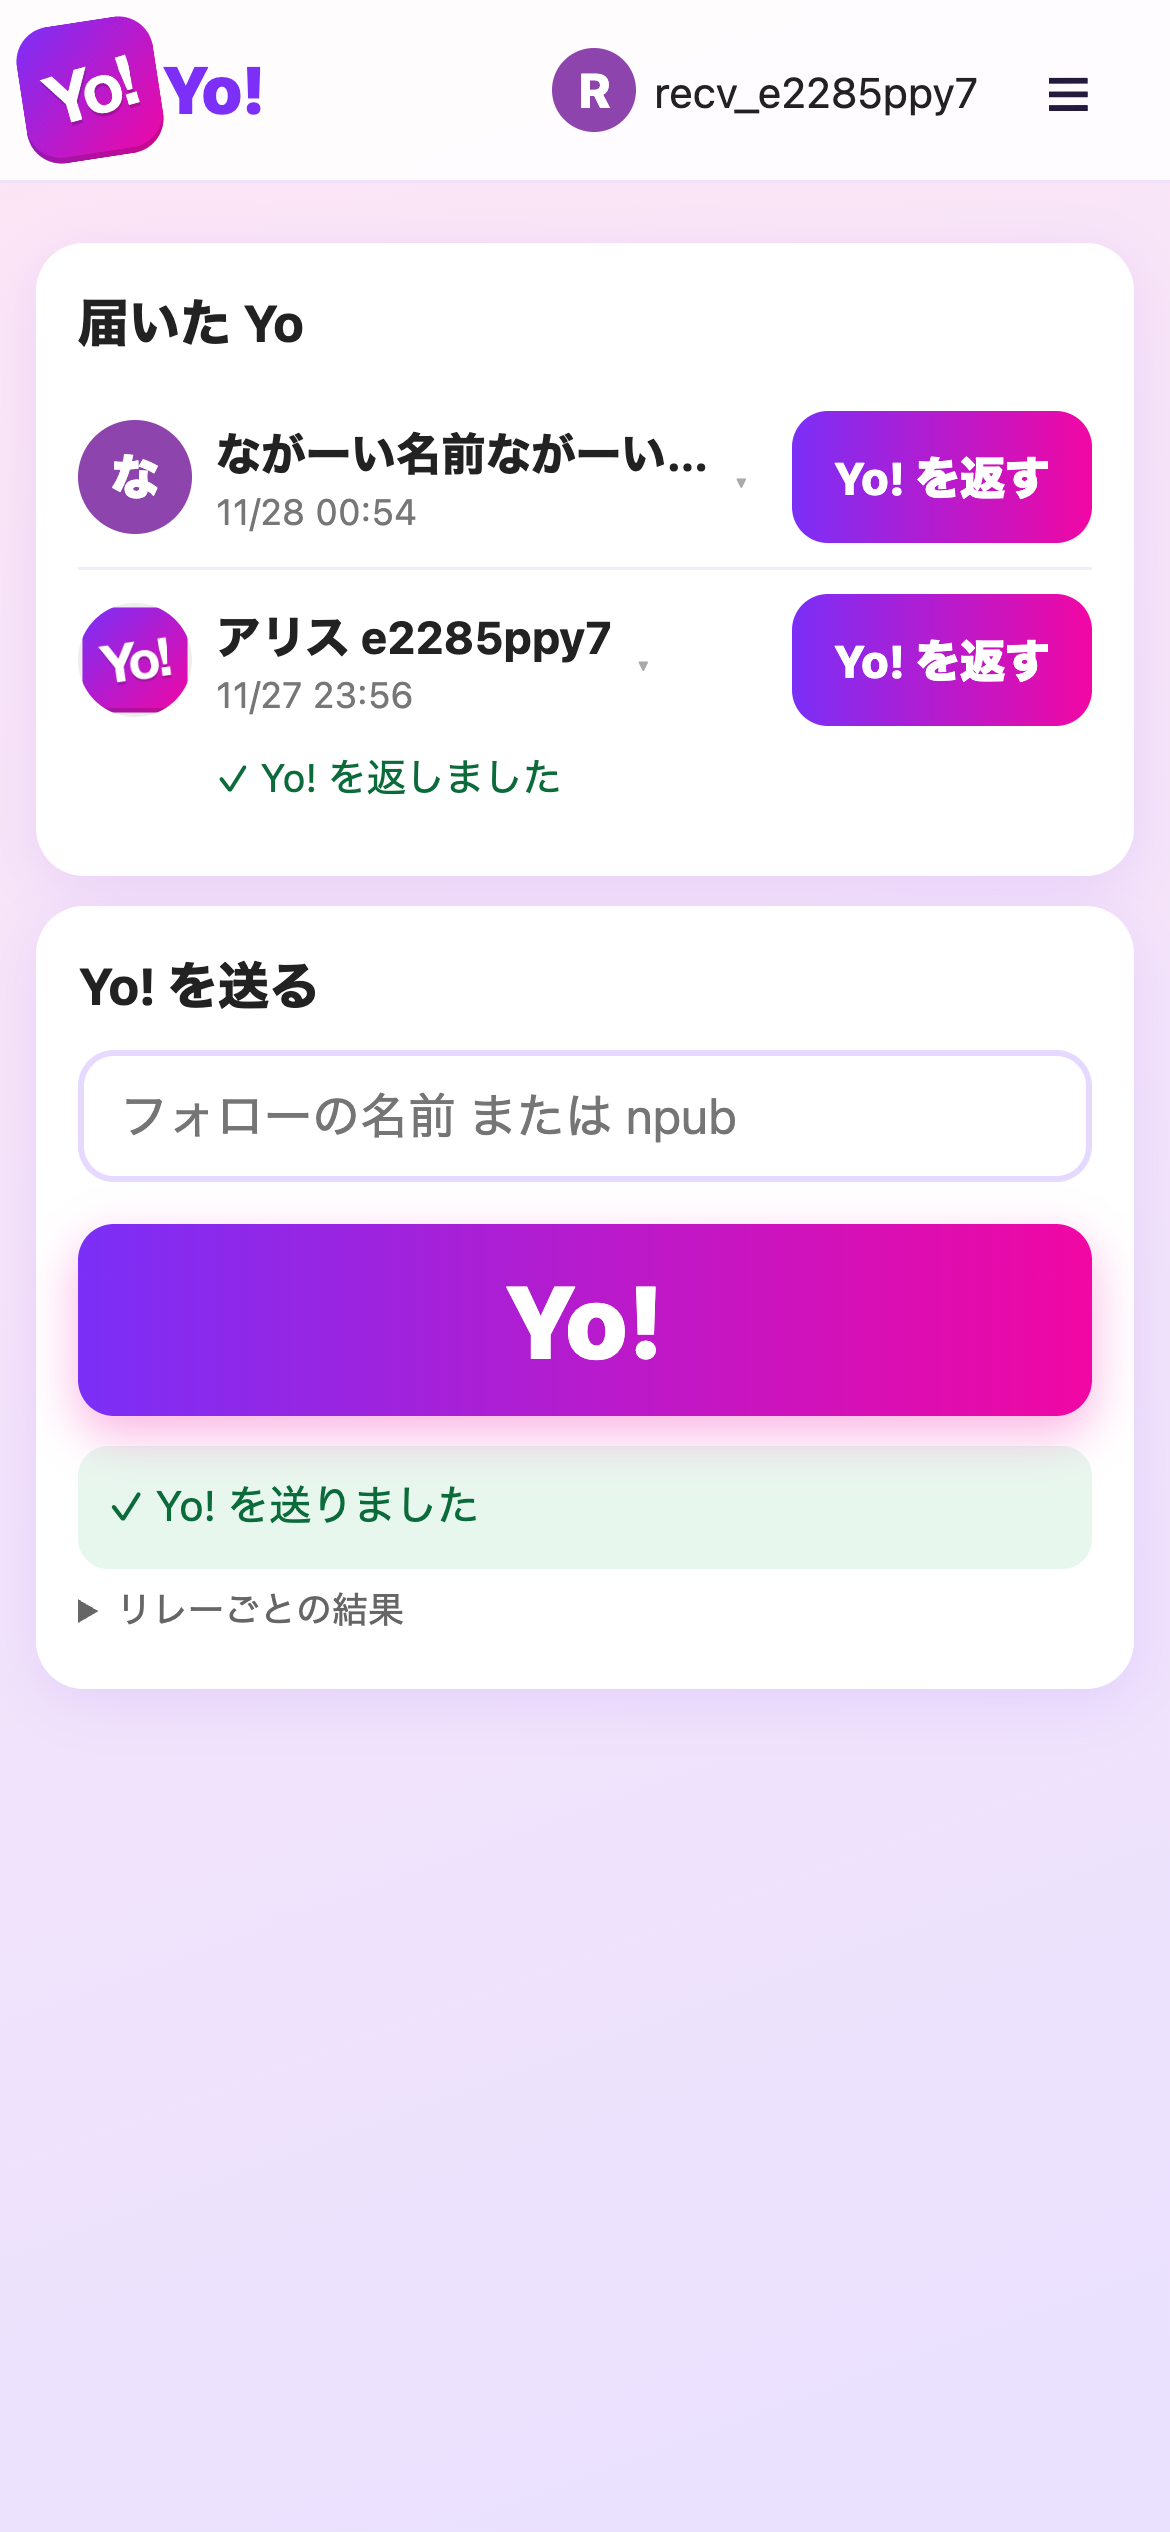 Yo!
Yo!
R
recv_e2285ppy7
届いた Yo
な
ながーい名前ながーい...
11/28 00:54
Yo! を返す
Yo!
アリス e2285ppy7
11/27 23:56
Yo! を返す
✓ Yo! を返しました
Yo! を送る
フォローの名前 または npub
Yo!
✓ Yo! を送りました
▶ リレーごとの結果